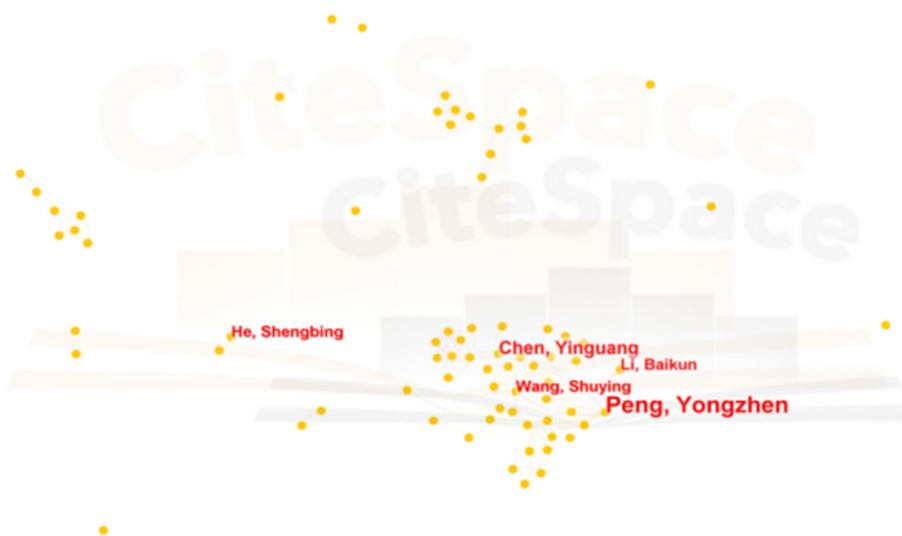 CiteSpace
CiteSpace
He, Shengbing
Chen, Yinguang
Li, Baikun
Wang, Shuying
Peng, Yongzhen